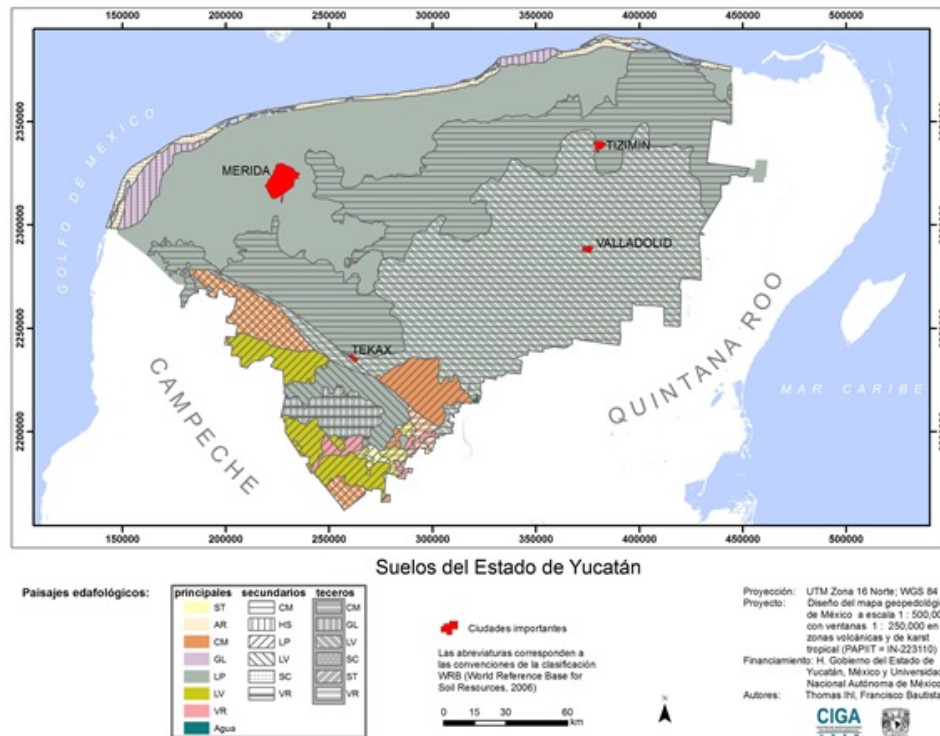 150000 200000 250000 300000 350000 400000 450000 500000
2350000
2300000
2250000
2200000
GOLFO DE MEXICO
MERIDA
TIZIMIN
VALLADOLID
TEKAX
CAMPECHE
QUINTANA ROO
MAR CARIBE
150000 200000 250000 300000 350000 400000 450000 500000
Suelos del Estado de Yucatán
Paisajes edafológicos:
principales secundarios teceros
ST CM CM
AR HS GL
CM LP LV
GL LV SC
LP SC ST
LV VR VR
VR
Agua
Ciudades importantes
Las abreviaturas corresponden a
las convenciones de la clasificación
WRB (World Reference Base for
Soil Resources, 2006)
0 15 30 60
km
N
Proyección: UTM Zona 16 Norte; WGS 84
Proyecto: Diseño del mapa geopedológi
de México a escala 1 : 500,00
con ventanas 1 : 250,000 en
zonas volcánicas y de karst
tropical (PAPIIT = IN-223110)
Financiamiento: H. Gobierno del Estado de
Yucatán, México y Universida
Nacional Autónoma de México
Autores: Thomas Ihl, Francisco Bautista
CIGA